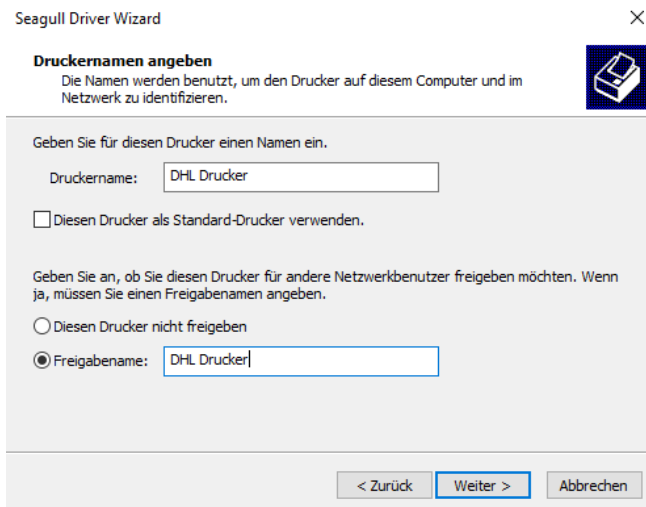 Seagull Driver Wizard
Druckernamen angeben
Die Namen werden benutzt, um den Drucker auf diesem Computer und im
Netzwerk zu identifizieren.
Geben Sie für diesen Drucker einen Namen ein.
Druckername: DHL Drucker
Diesen Drucker als Standard-Drucker verwenden.
Geben Sie an, ob Sie diesen Drucker für andere Netzwerkbenutzer freigeben möchten. Wenn
ja, müssen Sie einen Freigabenamen angeben.
Diesen Drucker nicht freigeben
Freigabename: DHL Drucker
< Zurück Weiter > Abbrechen